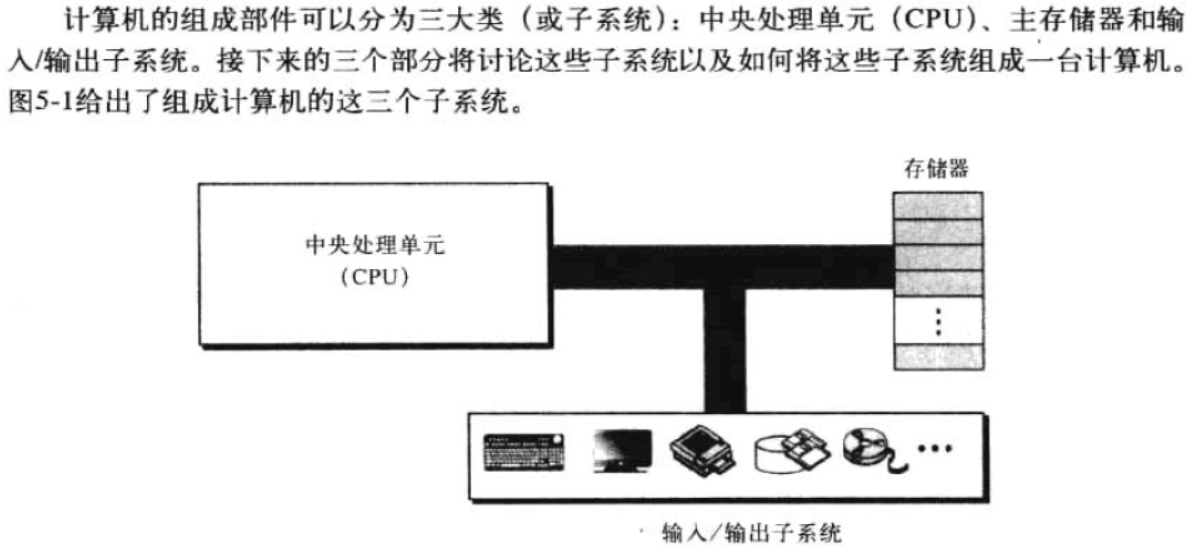 计算机的组成部件可以分为三大类（或子系统）：中央处理单元（CPU）、主存储器和输
入/输出子系统。接下来的三个部分将讨论这些子系统以及如何将这些子系统组成一台计算机。
图5-1给出了组成计算机的这三个子系统。
存储器
中央处理单元
（CPU）
输入/输出子系统